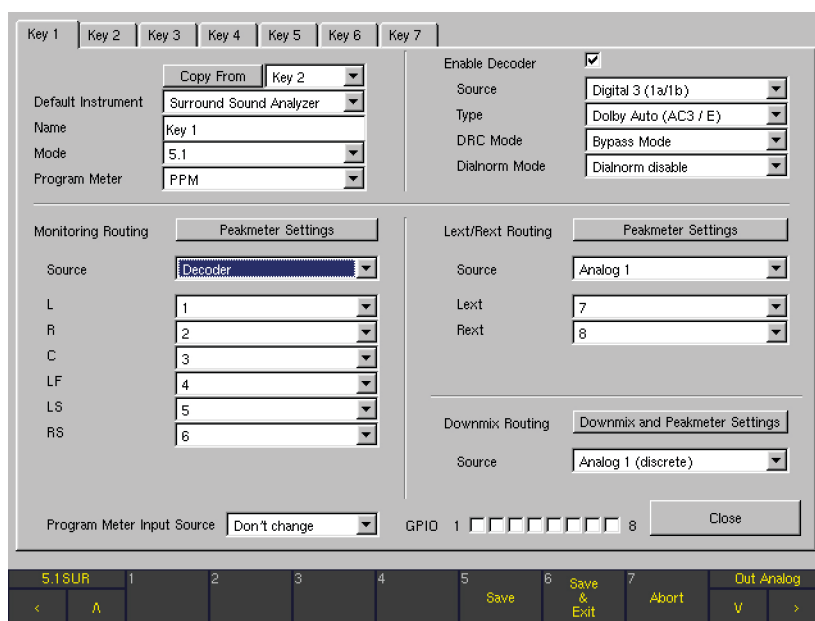 Key 1 Key 2 Key 3 Key 4 Key 5 Key 6 Key 7
Copy From Key 2
Default Instrument Surround Sound Analyzer
Name Key 1
Mode 5.1
Program Meter PPM
Enable Decoder
Source Digital 3 (1a/1b)
Type Dolby Auto (AC3 / E)
DRC Mode Bypass Mode
Dialnorm Mode Dialnorm disable
Monitoring Routing Peakmeter Settings
Source Decoder
L 1
R 2
C 3
LF 4
LS 5
RS 6
Lext/Rext Routing Peakmeter Settings
Source Analog 1
Lext 7
Rext 8
Downmix Routing Downmix and Peakmeter Settings
Source Analog 1 (discrete)
Program Meter Input Source Don't change
GPIO 1 8
Close
5.1SUR 1 2 3 4 5 Save 6 Save & Exit 7 Abort Out Analog
< Λ V >